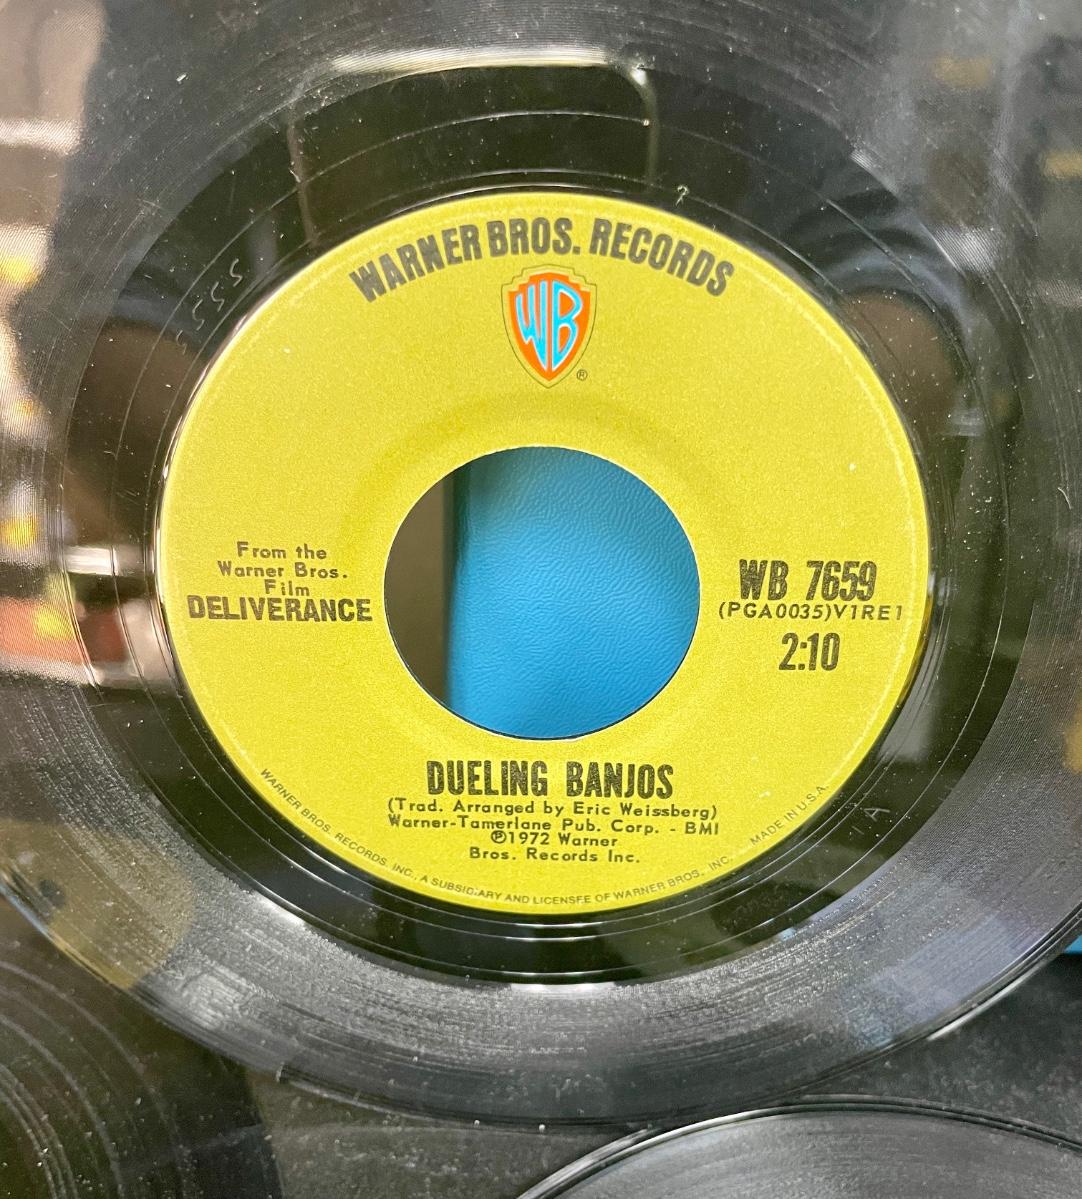 WARNER BROS. RECORDS
WB
®
From the
Warner Bros.
Film
DELIVERANCE
WB 7659
(PGA0035)V1RE1
2:10
DUELING BANJOS
(Trad. Arranged by Eric Weissberg)
Warner-Tamerlane Pub. Corp. - BMI
℗1972 Warner
Bros. Records Inc.
WARNER BROS. RECORDS, INC., A SUBSIDIARY AND LICENSEE OF WARNER BROS., INC. MADE IN U.S.A.